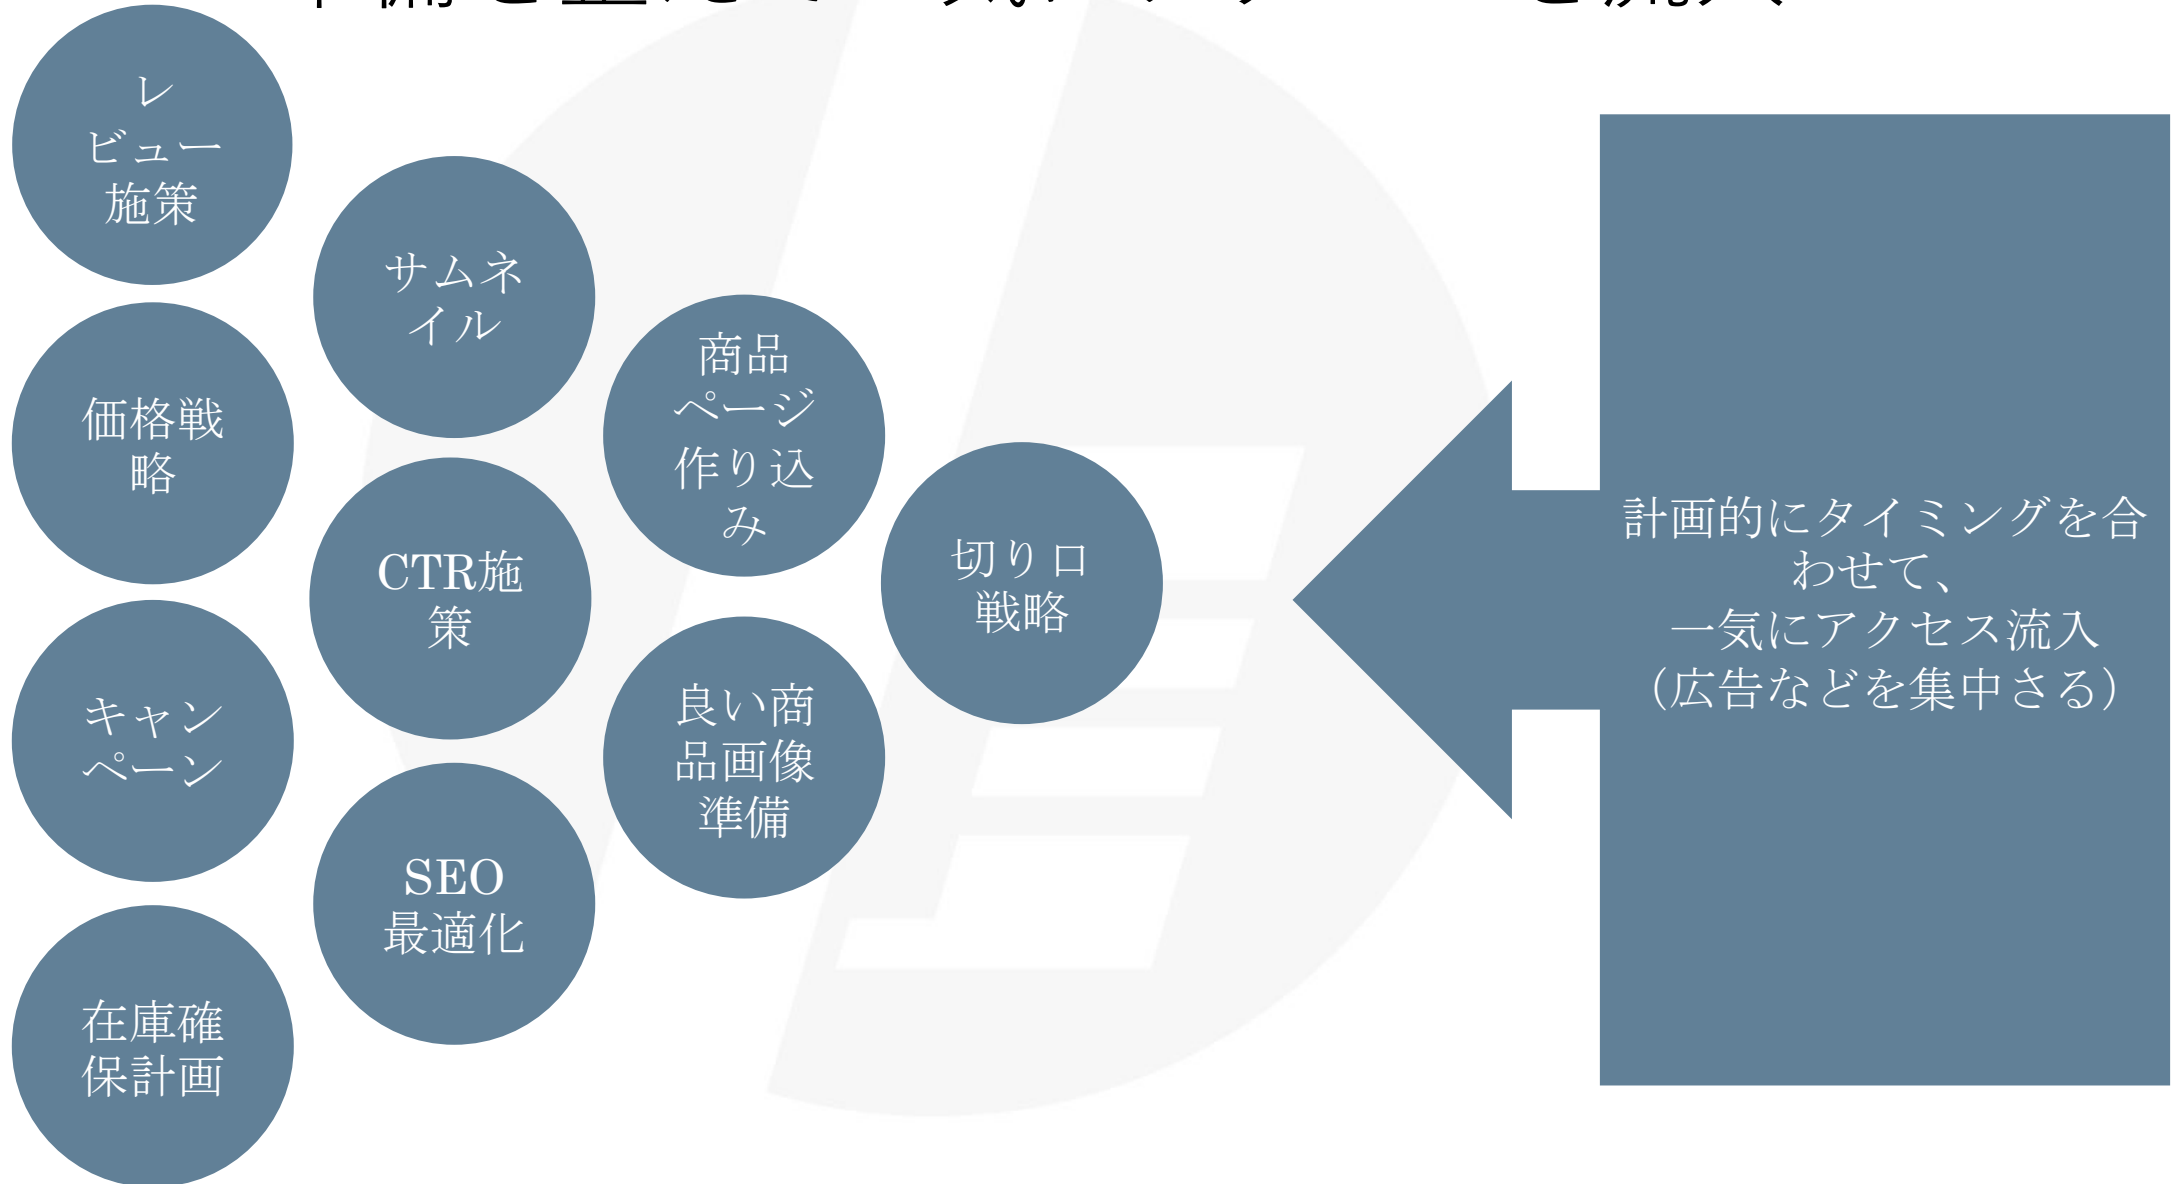 レ
ビュー
施策
サムネ
イル
商品
ページ
作り込
み
価格戦
略
CTR施
策
切り口
戦略
計画的にタイミングを合
わせて、
一気にアクセス流入
（広告などを集中さる）
キャン
ペーン
良い商
品画像
準備
SEO
最適化
在庫確
保計画